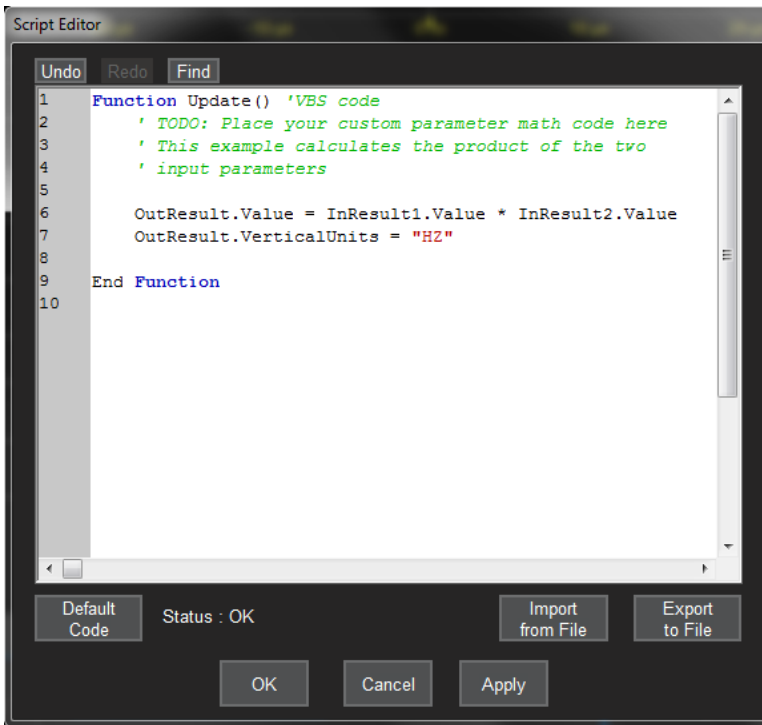 Script Editor
Undo Redo Find
1 Function Update() 'VBS code
2 ' TODO: Place your custom parameter math code here
3 ' This example calculates the product of the two
4 ' input parameters
5
6 OutResult.Value = InResult1.Value * InResult2.Value
7 OutResult.VerticalUnits = "HZ"
8
9 End Function
10
Default Code Status : OK Import from File Export to File
OK Cancel Apply